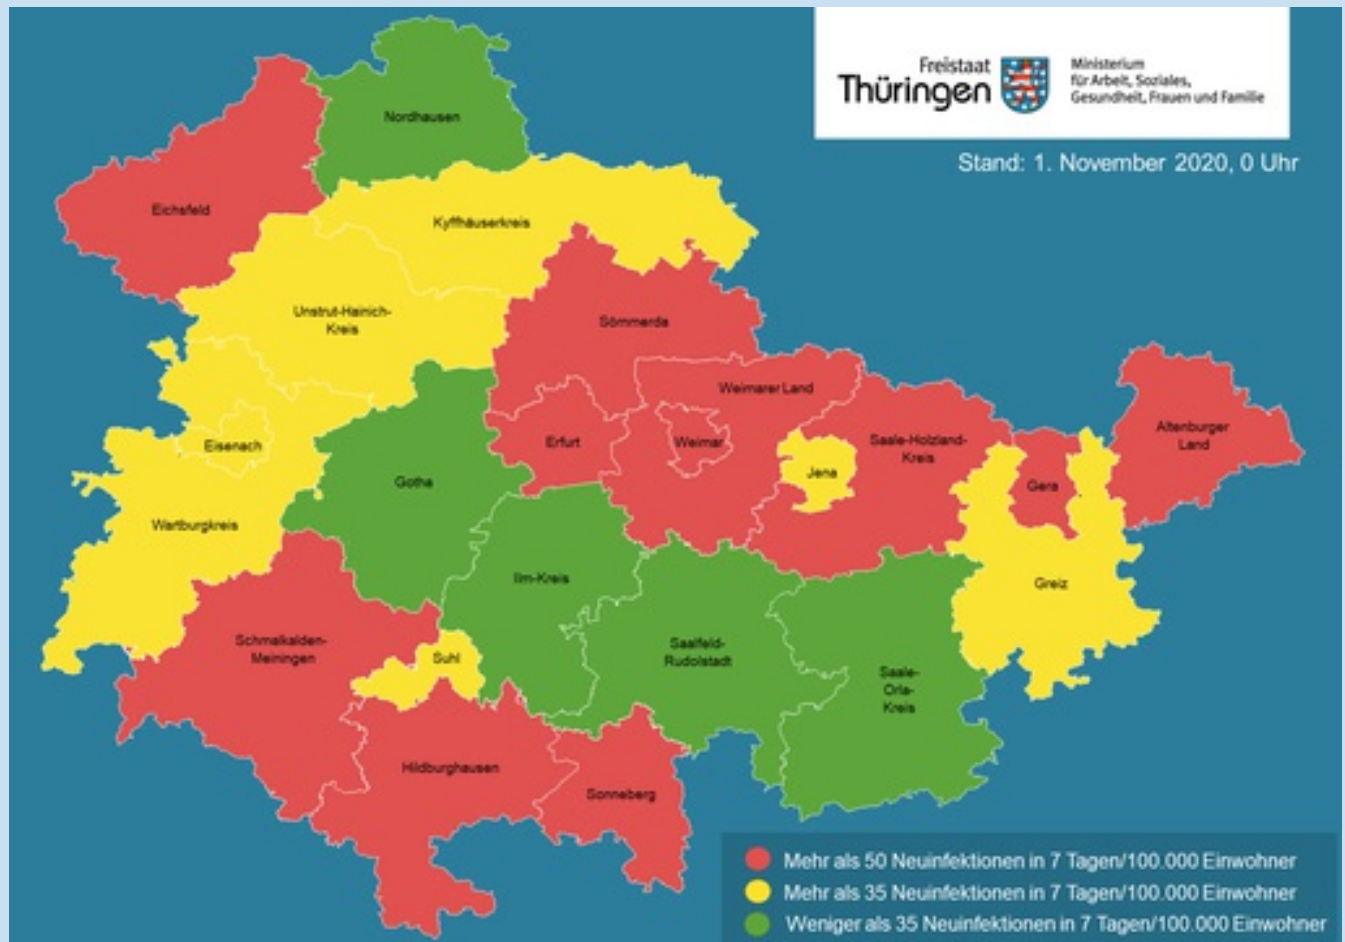 Freistaat
Thüringen
Ministerium
für Arbeit, Soziales,
Gesundheit, Frauen und Familie
Stand: 1. November 2020, 0 Uhr
Nordhausen
Eichsfeld
Kyffhäuserkreis
Unstrut-Hainich-
Kreis
Sömmerda
Weimarer Land
Altenburger
Land
Eisenach
Erfurt
Weimar
Saale-Holzland-
Kreis
Jena
Gotha
Gera
Wartburgkreis
Ilm-Kreis
Greiz
Schmalkalden-
Meiningen
Suhl
Saalfeld-
Rudolstadt
Saale-
Orla-
Kreis
Hildburghausen
Sonneberg
Mehr als 50 Neuinfektionen in 7 Tagen/100.000 Einwohner
Mehr als 35 Neuinfektionen in 7 Tagen/100.000 Einwohner
Weniger als 35 Neuinfektionen in 7 Tagen/100.000 Einwohner